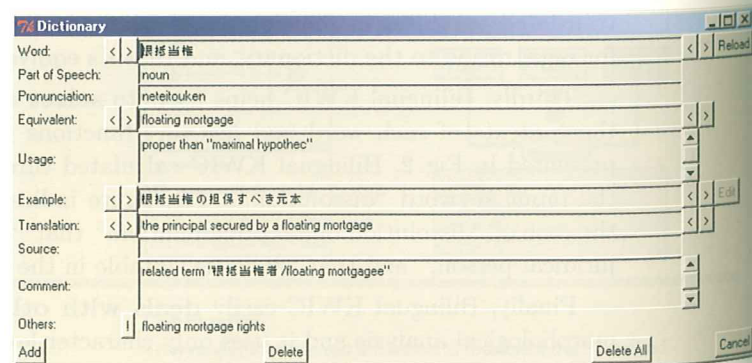 7% Dictionary
Word: < > 根抵当権 < > Reload
Part of Speech: noun
Pronunciation: neteitouken
Equivalent: < > floating mortgage < >
Usage: proper than "maximal hypothec"
Example: < > 根抵当権の担保すべき元本 < > Edit
Translation: < > the principal secured by a floating mortgage < >
Source:
Comment: related term "根抵当権者 /floating mortgagee"
Others: ! floating mortgage rights
Add Delete Delete All Cancel